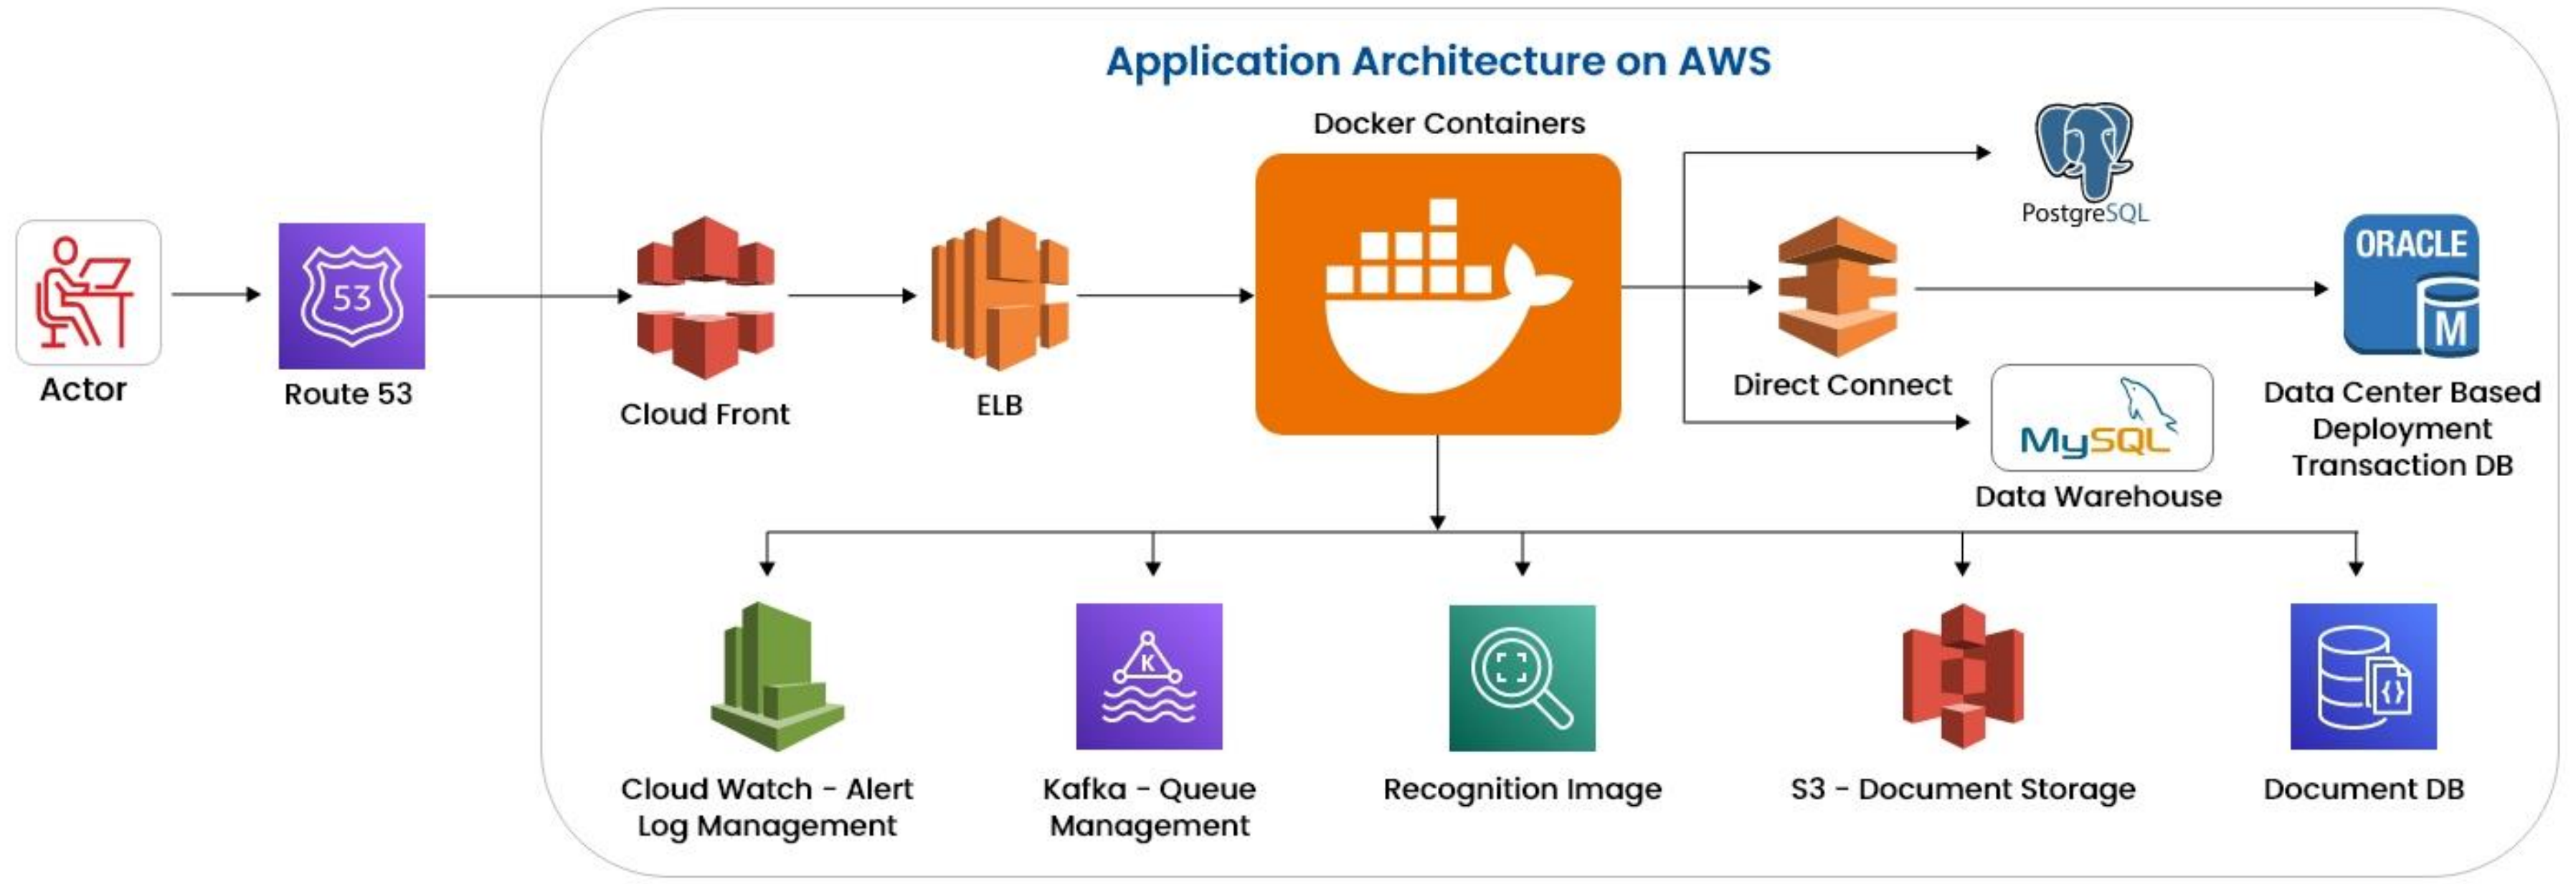 Application Architecture on AWS
Docker Containers
PostgreSQL
53
ORACLE
M
Actor
Route 53
Cloud Front
ELB
Direct Connect
MySQL
Data Warehouse
Data Center Based
Deployment
Transaction DB
K
{}
Cloud Watch - Alert
Log Management
Kafka - Queue
Management
Recognition Image
S3 - Document Storage
Document DB